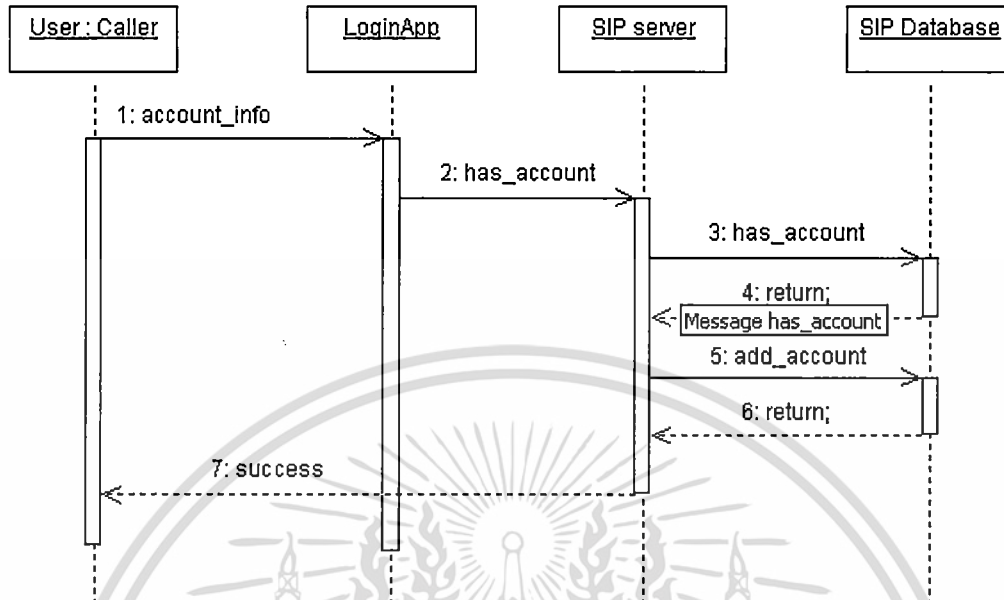 User : Caller
LoginApp
SIP server
SIP Database
1: account_info
2: has_account
3: has_account
4: return;
Message has_account
5: add_account
6: return;
7: success